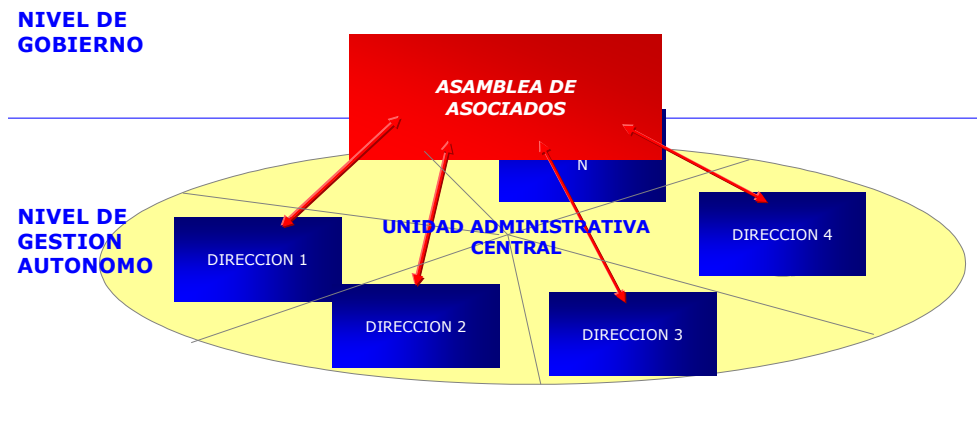 NIVEL DE
GOBIERNO
ASAMBLEA DE
ASOCIADOS
N
NIVEL DE
GESTION
AUTONOMO
UNIDAD ADMINISTRATIVA
CENTRAL
DIRECCION 4
DIRECCION 1
DIRECCION 2
DIRECCION 3